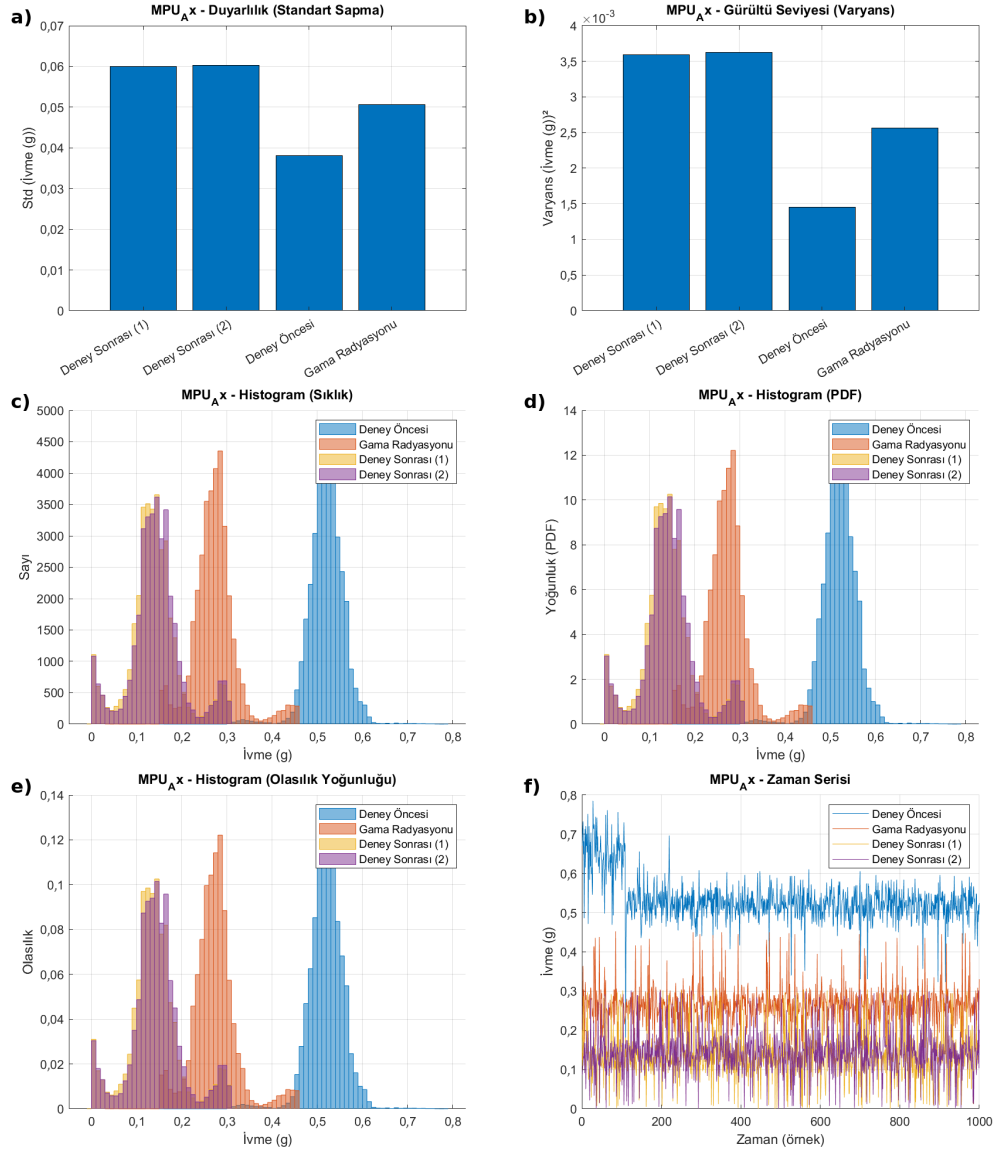 a)
MPU_Ax - Duyarlılık (Standart Sapma)
Std (İvme (g))
0,07
0,06
0,05
0,04
0,03
0,02
0,01
0
Deney Sonrası (1)
Deney Sonrası (2)
Deney Öncesi
Gama Radyasyonu
b)
MPU_Ax - Gürültü Seviyesi (Varyans)
×10⁻³
Varyans (İvme (g))²
4
3,5
3
2,5
2
1,5
1
0,5
0
Deney Sonrası (1)
Deney Sonrası (2)
Deney Öncesi
Gama Radyasyonu
c)
MPU_Ax - Histogram (Sıklık)
Sayı
5000
4500
4000
3500
3000
2500
2000
1500
1000
500
0
Deney Öncesi
Gama Radyasyonu
Deney Sonrası (1)
Deney Sonrası (2)
0 0,1 0,2 0,3 0,4 0,5 0,6 0,7 0,8
İvme (g)
d)
MPU_Ax - Histogram (PDF)
Yoğunluk (PDF)
14
12
10
8
6
4
2
0
Deney Öncesi
Gama Radyasyonu
Deney Sonrası (1)
Deney Sonrası (2)
0 0,1 0,2 0,3 0,4 0,5 0,6 0,7 0,8
İvme (g)
e)
MPU_Ax - Histogram (Olasılık Yoğunluğu)
Olasılık
0,14
0,12
0,1
0,08
0,06
0,04
0,02
0
Deney Öncesi
Gama Radyasyonu
Deney Sonrası (1)
Deney Sonrası (2)
0 0,1 0,2 0,3 0,4 0,5 0,6 0,7 0,8
İvme (g)
f)
MPU_Ax - Zaman Serisi
İvme (g)
0,8
0,7
0,6
0,5
0,4
0,3
0,2
0,1
0
Deney Öncesi
Gama Radyasyonu
Deney Sonrası (1)
Deney Sonrası (2)
0 200 400 600 800 1000
Zaman (örnek)